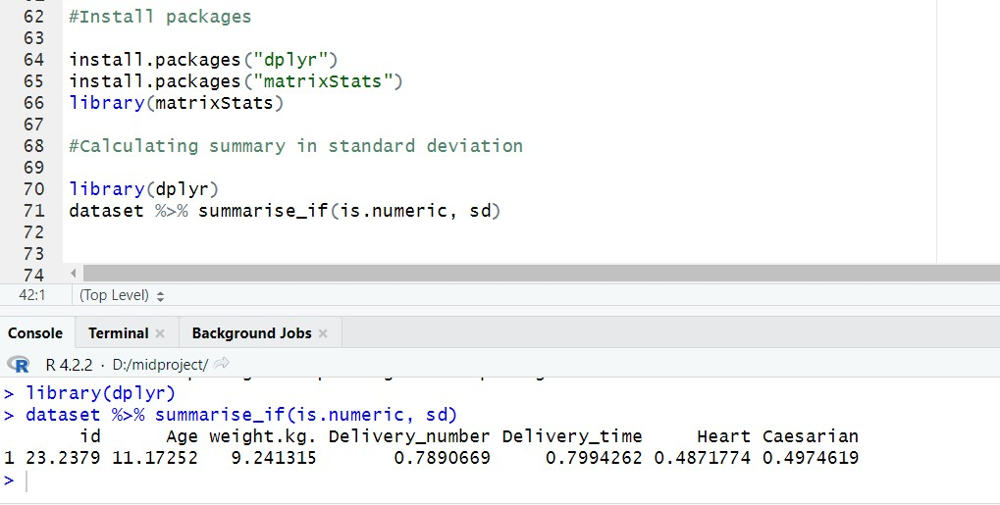 62 #Install packages
63
64 install.packages("dplyr")
65 install.packages("matrixStats")
66 library(matrixStats)
67
68 #Calculating summary in standard deviation
69
70 library(dplyr)
71 dataset %>% summarise_if(is.numeric, sd)
72
73
74
42:1 (Top Level)
Console Terminal Background Jobs
R R 4.2.2 · D:/midproject/
> library(dplyr)
> dataset %>% summarise_if(is.numeric, sd)
id Age weight.kg. Delivery_number Delivery_time Heart Caesarian
1 23.2379 11.17252 9.241315 0.7890669 0.7994262 0.4871774 0.4974619
>